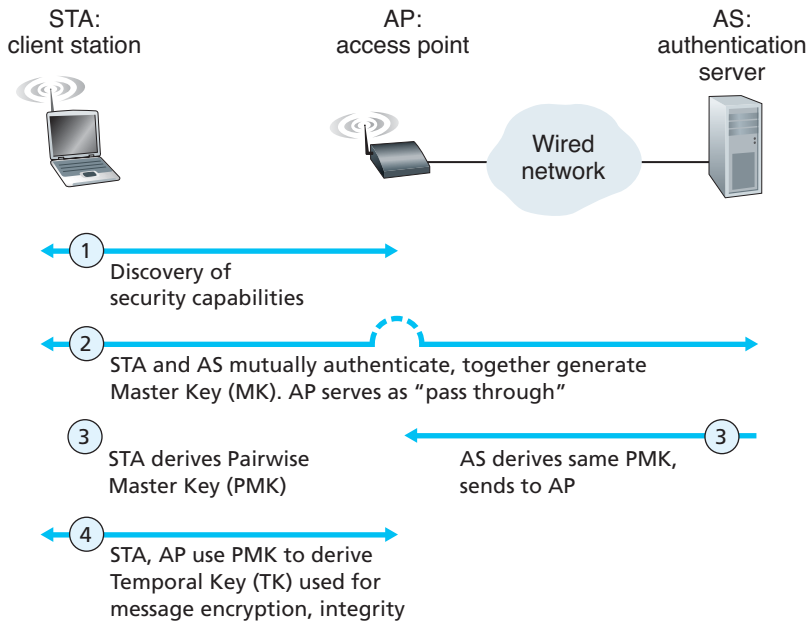 STA:
client station
AP:
access point
AS:
authentication
server
Wired
network
1
Discovery of
security capabilities
2
STA and AS mutually authenticate, together generate
Master Key (MK). AP serves as “pass through”
3
STA derives Pairwise
Master Key (PMK)
3
AS derives same PMK,
sends to AP
4
STA, AP use PMK to derive
Temporal Key (TK) used for
message encryption, integrity